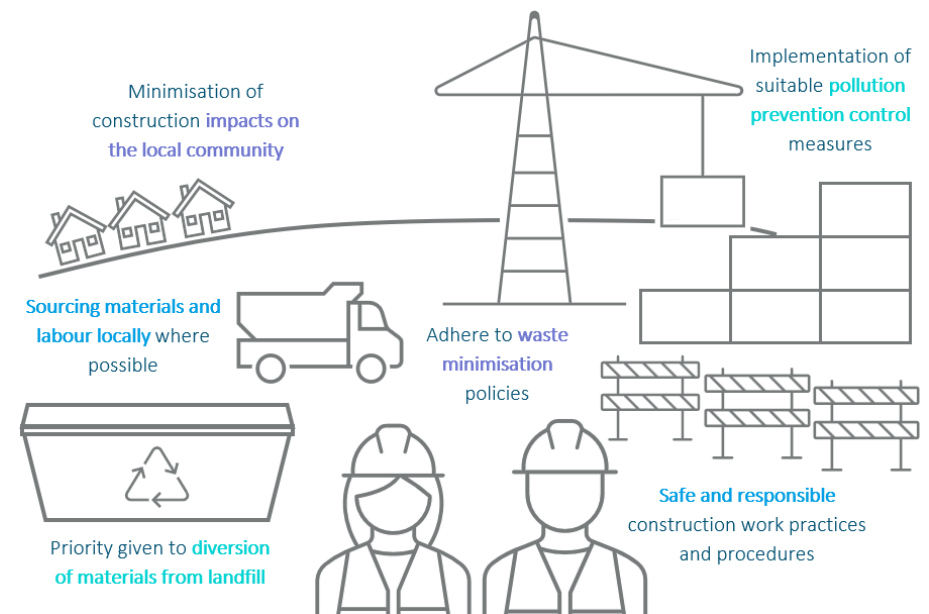 Minimisation of
construction impacts on
the local community
Implementation of
suitable pollution
prevention control
measures
Sourcing materials and
labour locally where
possible
Adhere to waste
minimisation
policies
Safe and responsible
construction work practices
and procedures
Priority given to diversion
of materials from landfill